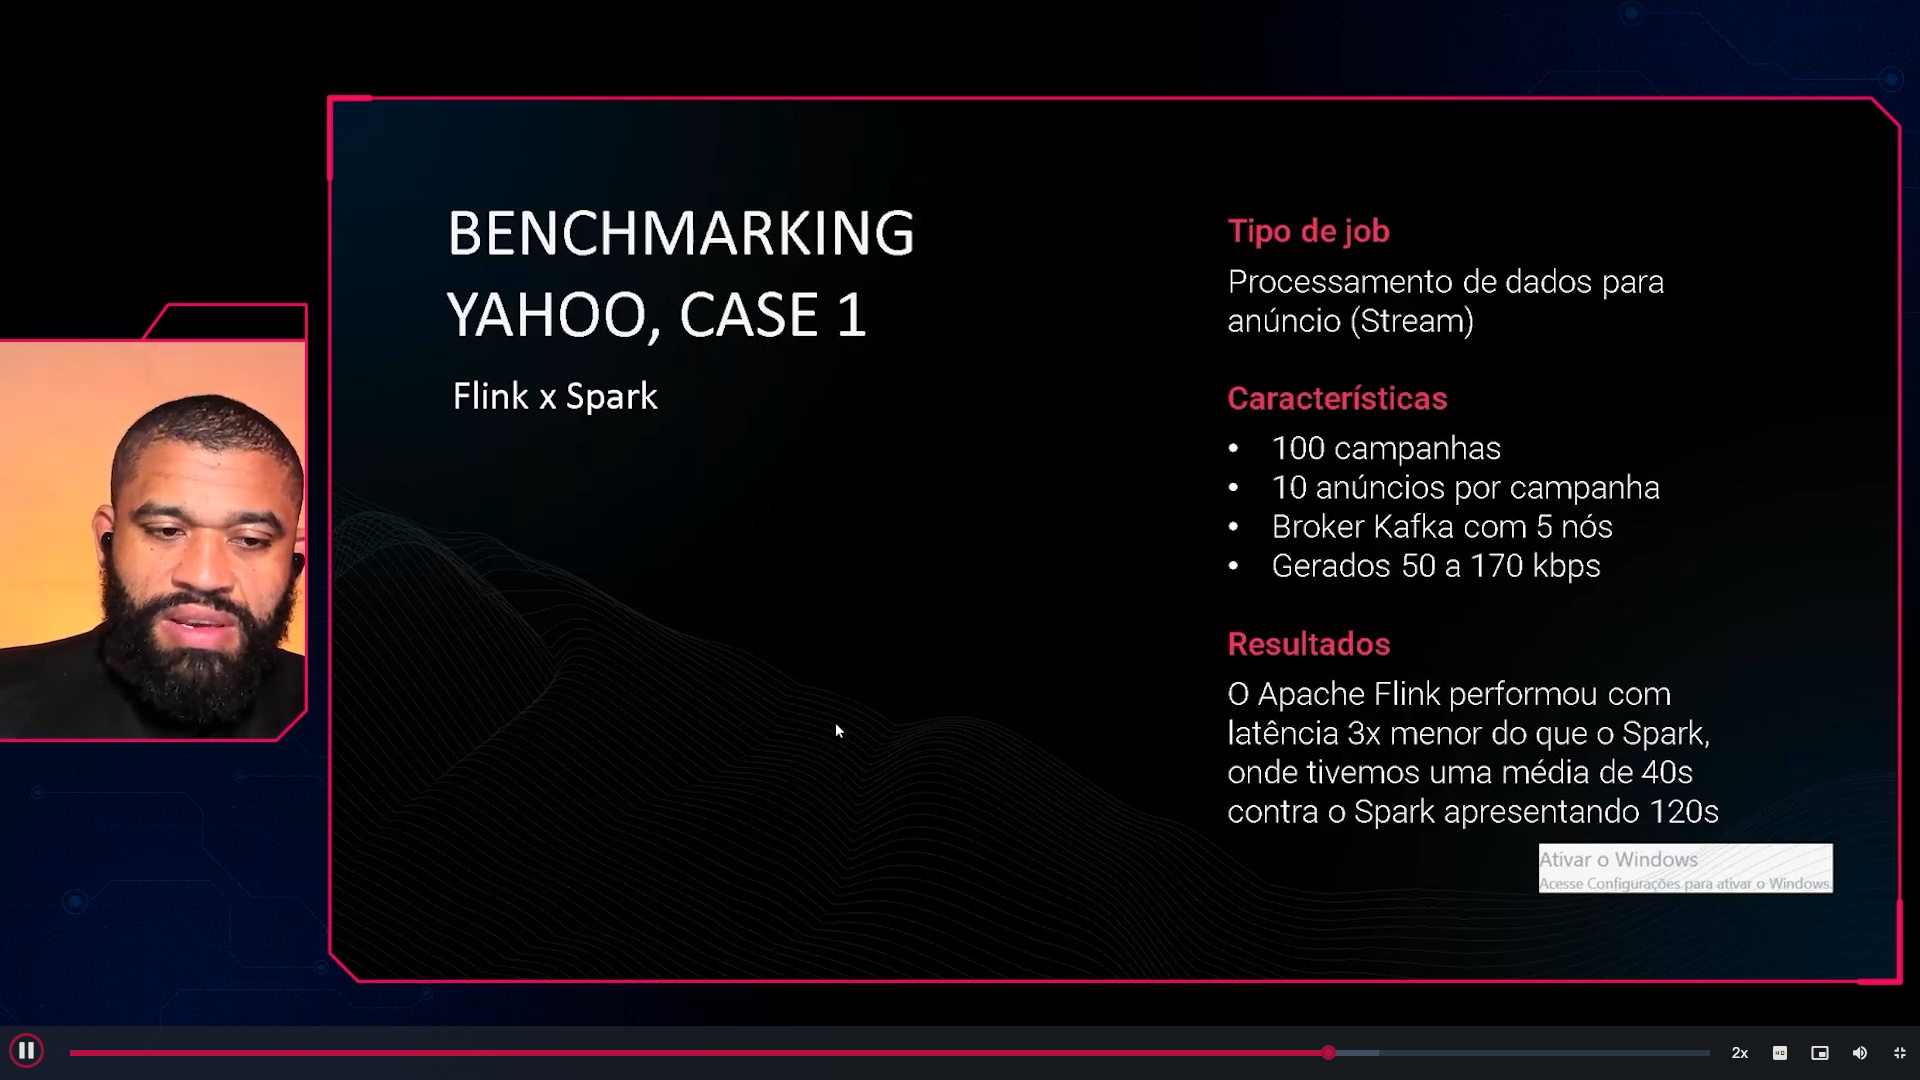 BENCHMARKING
YAHOO, CASE 1
Flink x Spark
Tipo de job
Processamento de dados para
anúncio (Stream)
Características
• 100 campanhas
• 10 anúncios por campanha
• Broker Kafka com 5 nós
• Gerados 50 a 170 kbps
Resultados
O Apache Flink performou com
latência 3x menor do que o Spark,
onde tivemos uma média de 40s
contra o Spark apresentando 120s
Ativar o Windows
Acesse Configurações para ativar o Windows.
2x
HD